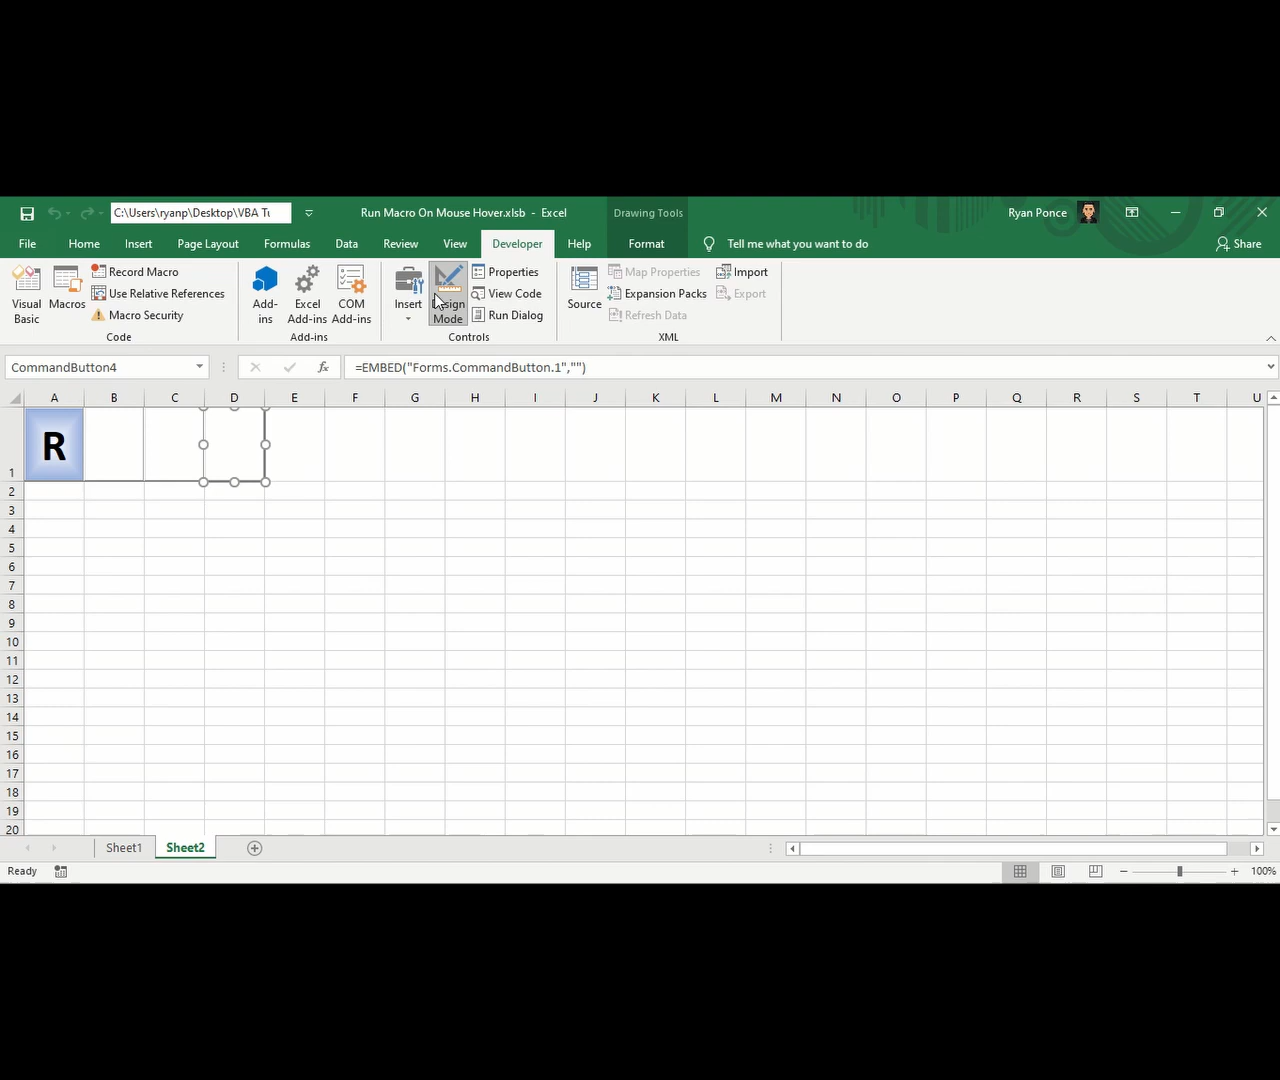 C:\Users\ryanp\Desktop\VBA Tu
Run Macro On Mouse Hover.xlsb - Excel
Drawing Tools
Ryan Ponce
File Home Insert Page Layout Formulas Data Review View Developer Help Format Tell me what you want to do Share
Visual Basic
Macros
Record Macro
Use Relative References
Macro Security
Code
Add-ins
Excel Add-ins
COM Add-ins
Add-ins
Insert
Design Mode
Properties
View Code
Run Dialog
Controls
Source
Map Properties
Expansion Packs
Refresh Data
Import
Export
XML
CommandButton4
fx
=EMBED("Forms.CommandButton.1","")
A B C D E F G H I J K L M N O P Q R S T U
R
1
2
3
4
5
6
7
8
9
10
11
12
13
14
15
16
17
18
19
20
Sheet1 Sheet2
Ready
100%